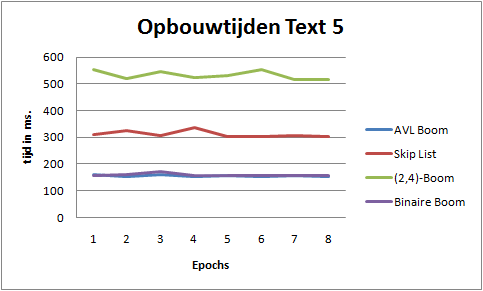 Opbouwtijden Text 5
tijd in ms.
600
500
400
300
200
100
0
1 2 3 4 5 6 7 8
Epochs
AVL Boom
Skip List
(2,4)-Boom
Binaire Boom